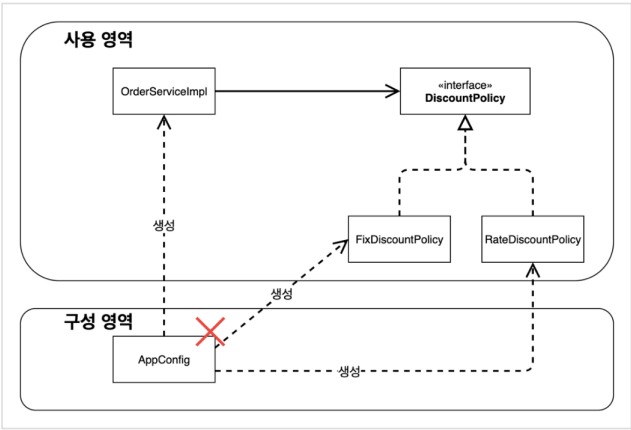 사용 영역
OrderServiceImpl
«interface»
DiscountPolicy
생성
FixDiscountPolicy
RateDiscountPolicy
생성
구성 영역
AppConfig
생성